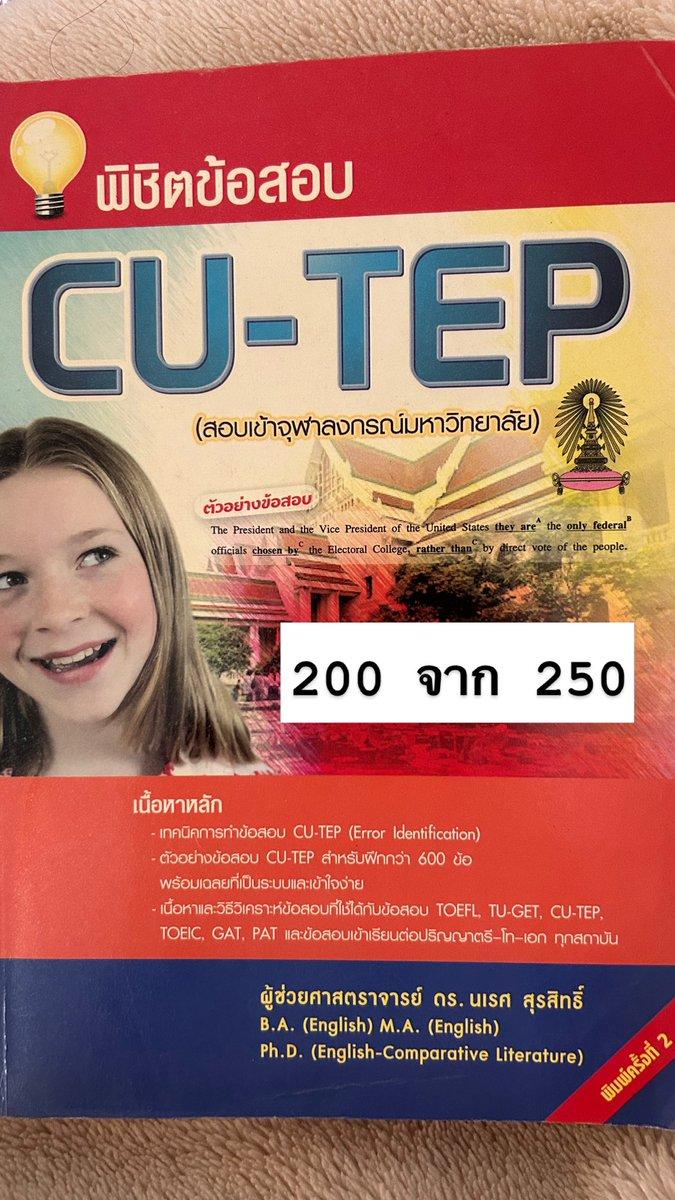 พิชิตข้อสอบ
CU-TEP
(สอบเข้าจุฬาลงกรณ์มหาวิทยาลัย)
ตัวอย่างข้อสอบ
The President and the Vice President of the United States they are^A the only federal^B
officials chosen by^C the Electoral College, rather than^C by direct vote of the people.
200 จาก 250
เนื้อหาหลัก
- เทคนิคการทำข้อสอบ CU-TEP (Error Identification)
- ตัวอย่างข้อสอบ CU-TEP สำหรับฝึกกว่า 600 ข้อ
พร้อมเฉลยที่เป็นระบบและเข้าใจง่าย
- เนื้อหาและวิธีวิเคราะห์ข้อสอบที่ใช้ได้กับข้อสอบ TOEFL, TU-GET, CU-TEP,
TOEIC, GAT, PAT และข้อสอบเข้าเรียนต่อปริญญาตรี-โท-เอก ทุกสถาบัน
ผู้ช่วยศาสตราจารย์ ดร. นเรศ สุรสิทธิ์
B.A. (English) M.A. (English)
Ph.D. (English-Comparative Literature)
พิมพ์ครั้งที่ 2